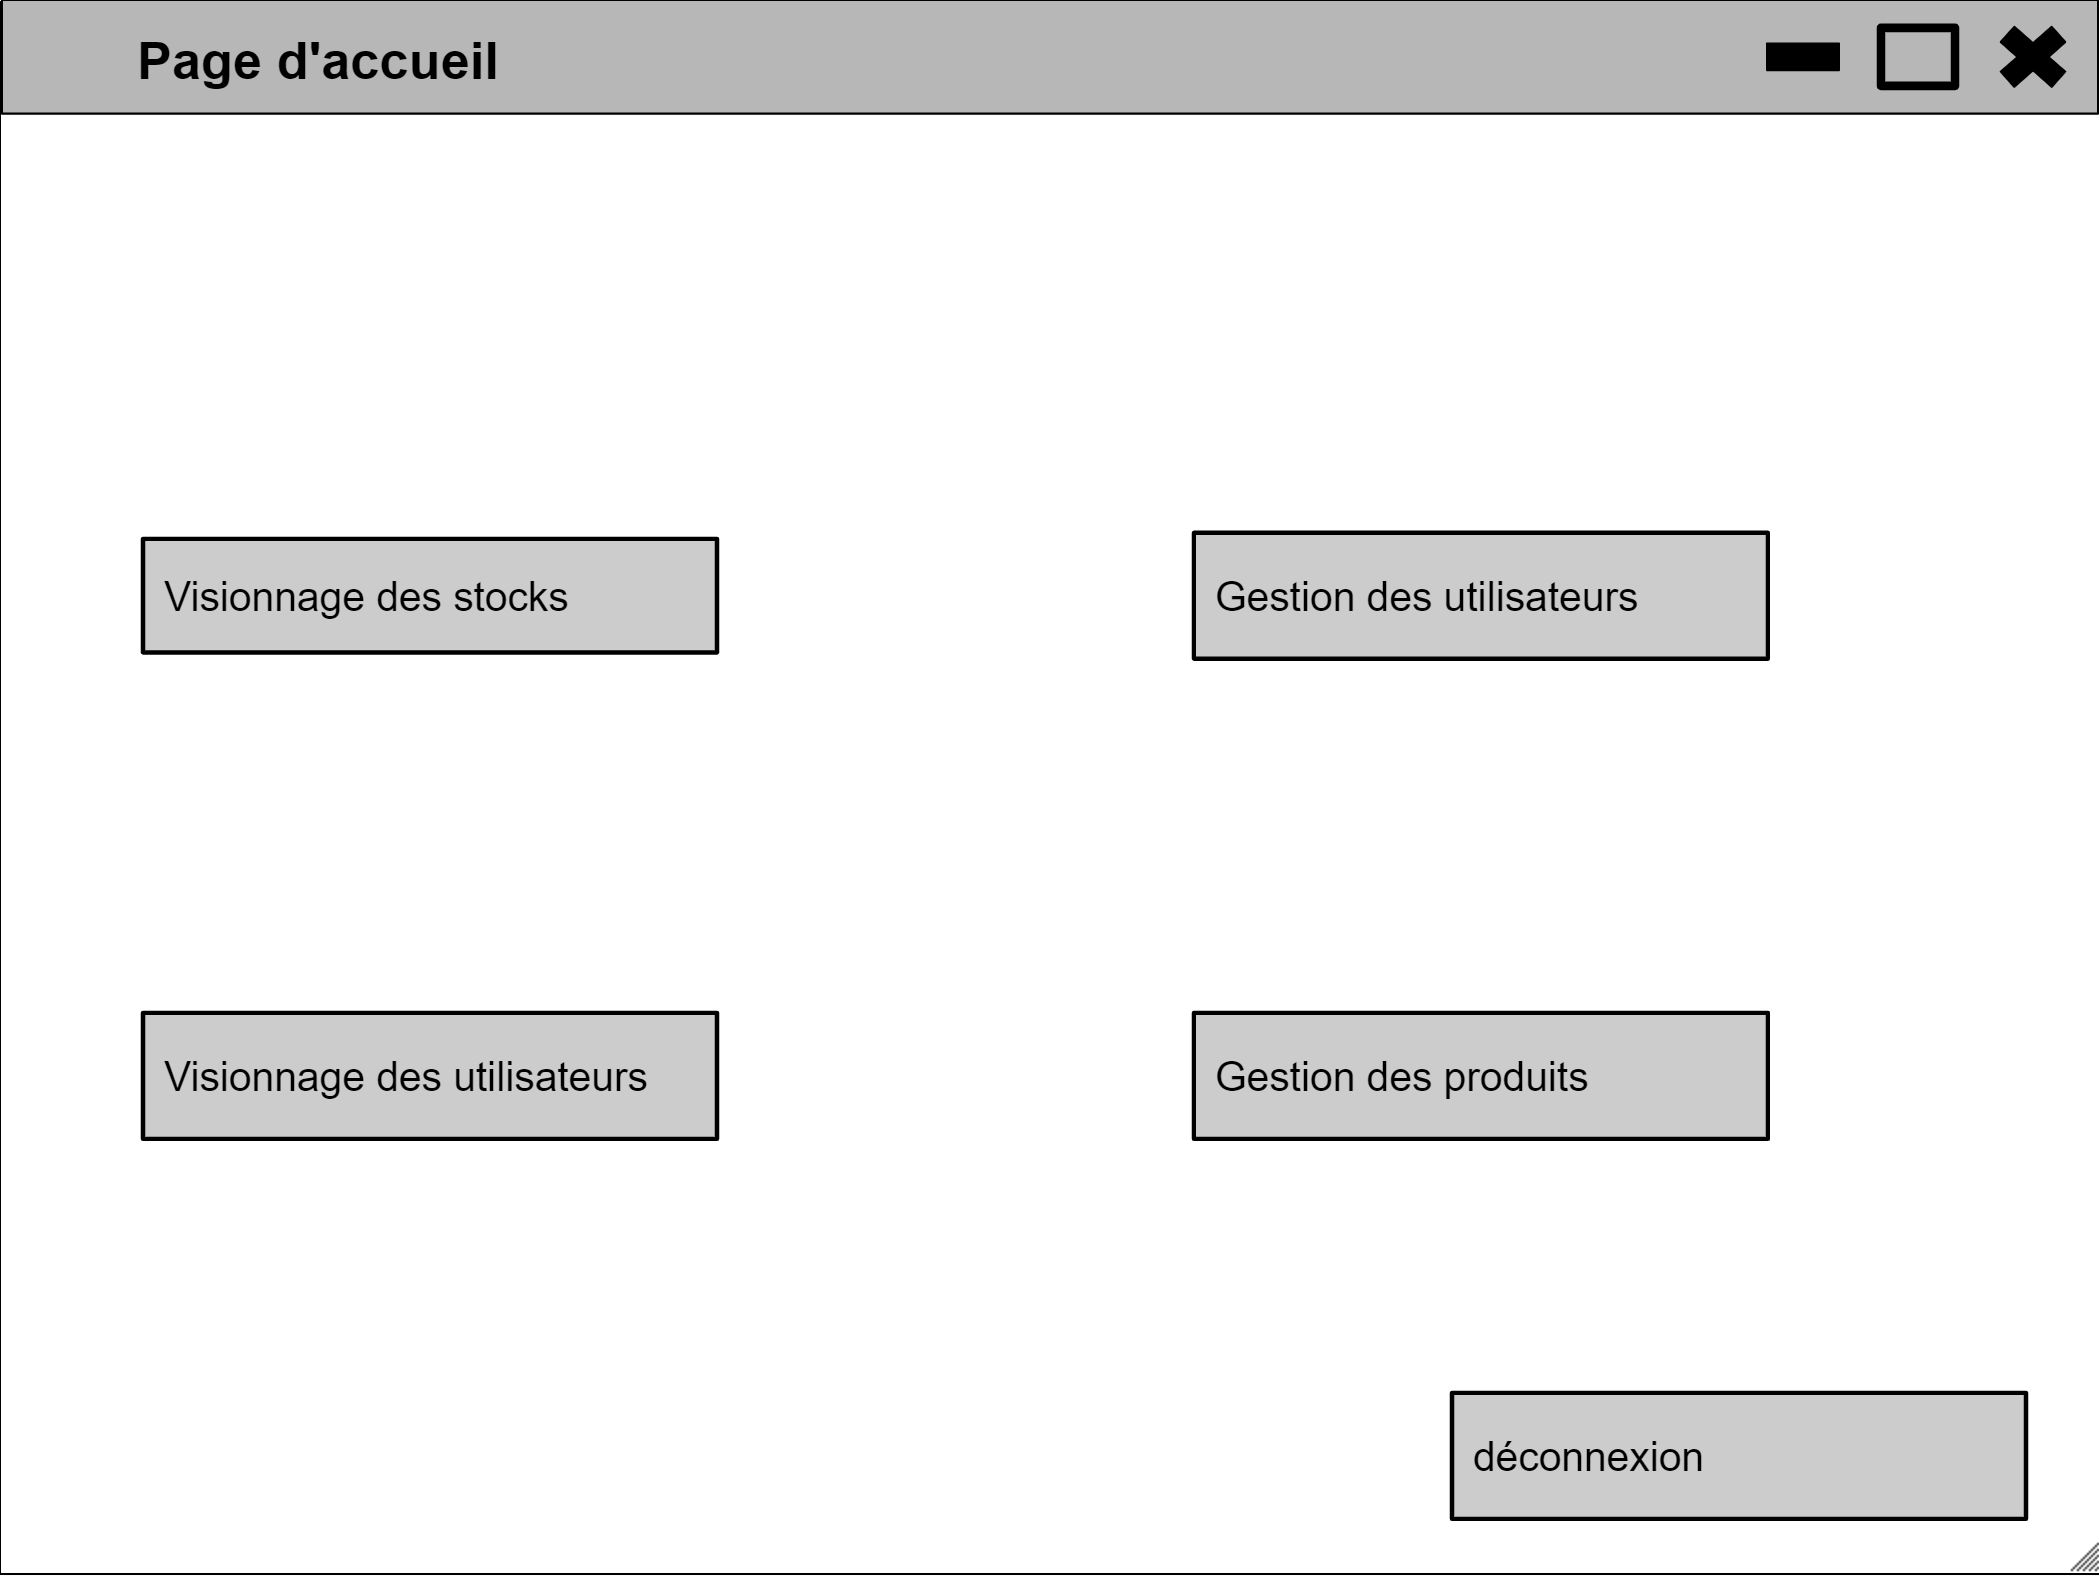 Page d'accueil
Visionnage des stocks
Gestion des utilisateurs
Visionnage des utilisateurs
Gestion des produits
déconnexion